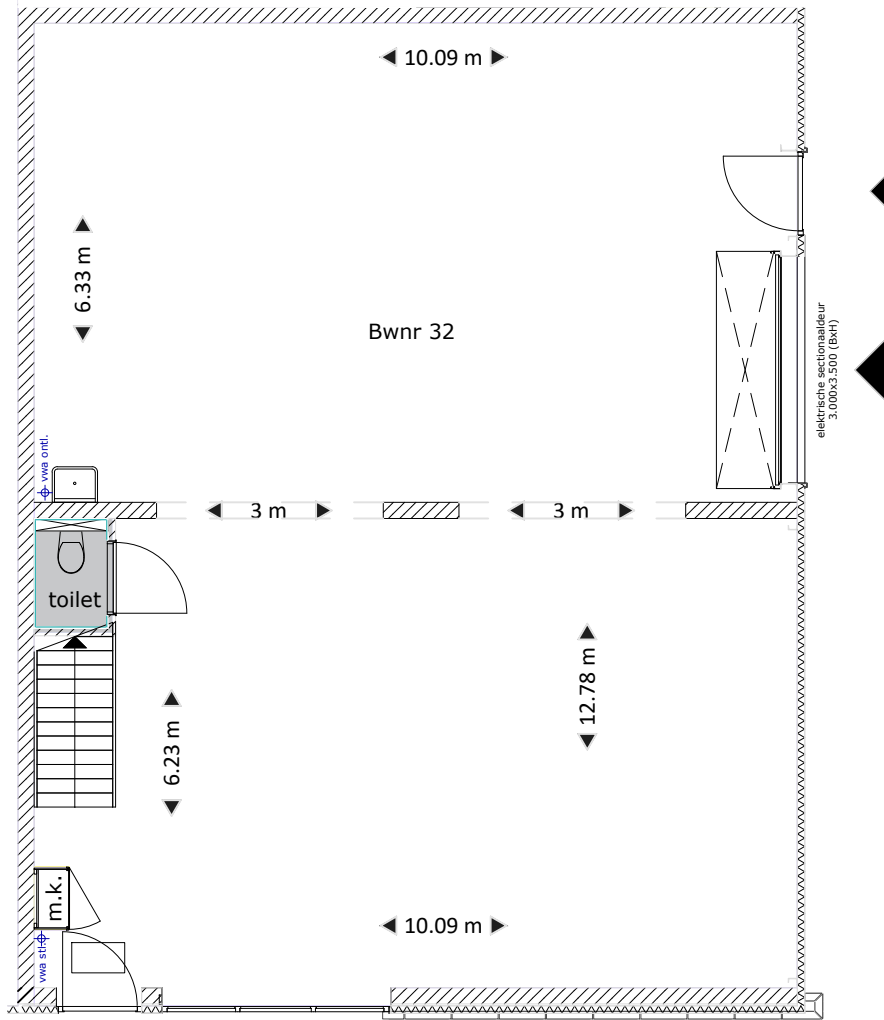 10.09 m
6.33 m
Bwnr 32
elektrische sectionaaldeur
3.000x3.500 (BxH)
vwa ontl.
3 m
3 m
toilet
12.78 m
6.23 m
m.k.
10.09 m
vwa stl.